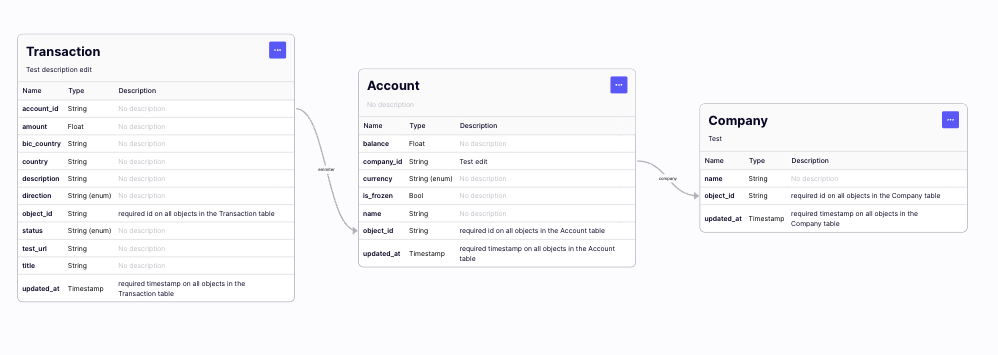 Transaction
Test description edit
Name Type Description
account_id String No description
amount Float No description
bic_country String No description
country String No description
description String No description
direction String (enum) No description
object_id String required id on all objects in the Transaction table
status String (enum) No description
test_url String No description
title String No description
updated_at Timestamp required timestamp on all objects in the
Transaction table
Account
No description
Name Type Description
balance Float No description
company_id String Test edit
currency String (enum) No description
is_frozen Bool No description
name String No description
object_id String required id on all objects in the Account table
updated_at Timestamp required timestamp on all objects in the Account
table
company
Company
Test
Name Type Description
name String No description
object_id String required id on all objects in the Company table
updated_at Timestamp required timestamp on all objects in the
Company table